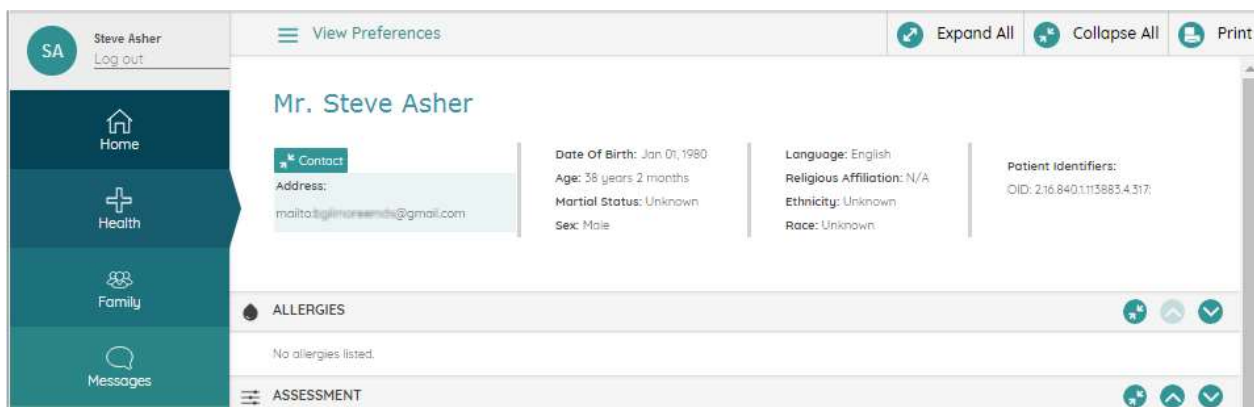 SA
Steve Asher
Log out
Home
Health
Family
Messages
View Preferences
Expand All
Collapse All
Print
Mr. Steve Asher
Contact
Address:
mailto:@gmail.com
Date Of Birth: Jan 01, 1980
Age: 38 years 2 months
Martial Status: Unknown
Sex: Male
Language: English
Religious Affiliation: N/A
Ethnicity: Unknown
Race: Unknown
Patient Identifiers:
OID: 2.16.840.1.113883.4.317:
ALLERGIES
No allergies listed.
ASSESSMENT